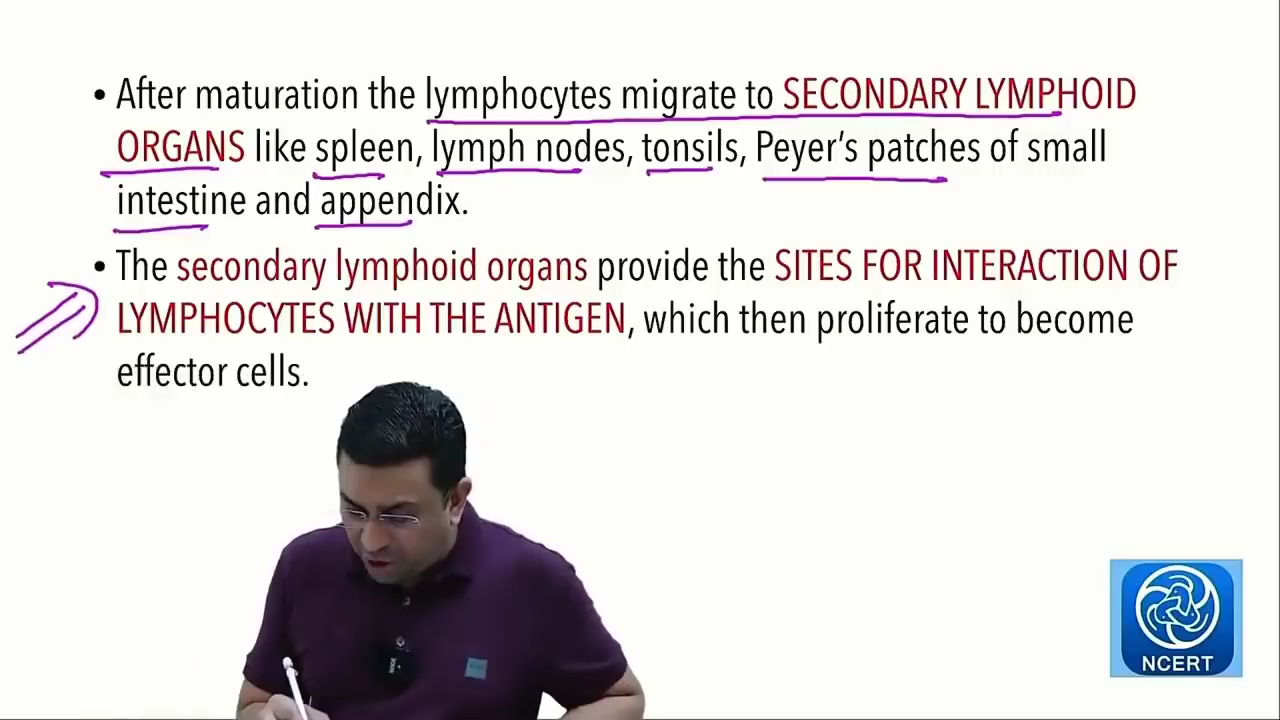 • After maturation the lymphocytes migrate to SECONDARY LYMPHOID
ORGANS like spleen, lymph nodes, tonsils, Peyer’s patches of small
intestine and appendix.
• The secondary lymphoid organs provide the SITES FOR INTERACTION OF
LYMPHOCYTES WITH THE ANTIGEN, which then proliferate to become
effector cells.
NCERT